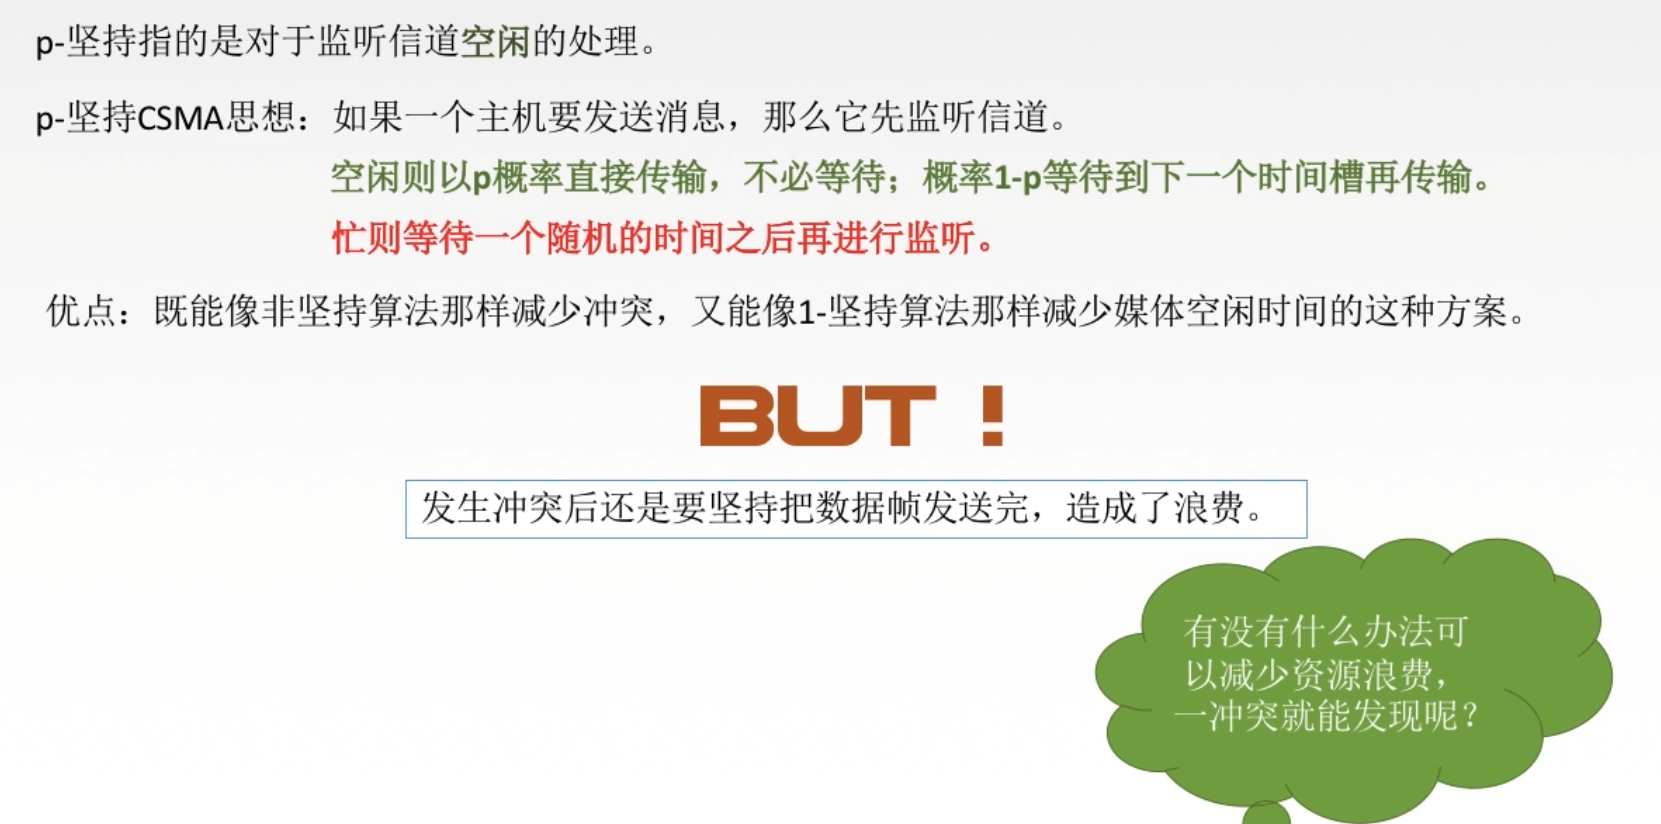 p-坚持指的是对于监听信道空闲的处理。
p-坚持CSMA思想：如果一个主机要发送消息，那么它先监听信道。
空闲则以p概率直接传输，不必等待；概率1-p等待到下一个时间槽再传输。
忙则等待一个随机的时间之后再进行监听。
优点：既能像非坚持算法那样减少冲突，又能像1-坚持算法那样减少媒体空闲时间的这种方案。
BUT！
发生冲突后还是要坚持把数据帧发送完，造成了浪费。
有没有什么办法可
以减少资源浪费，
一冲突就能发现呢？